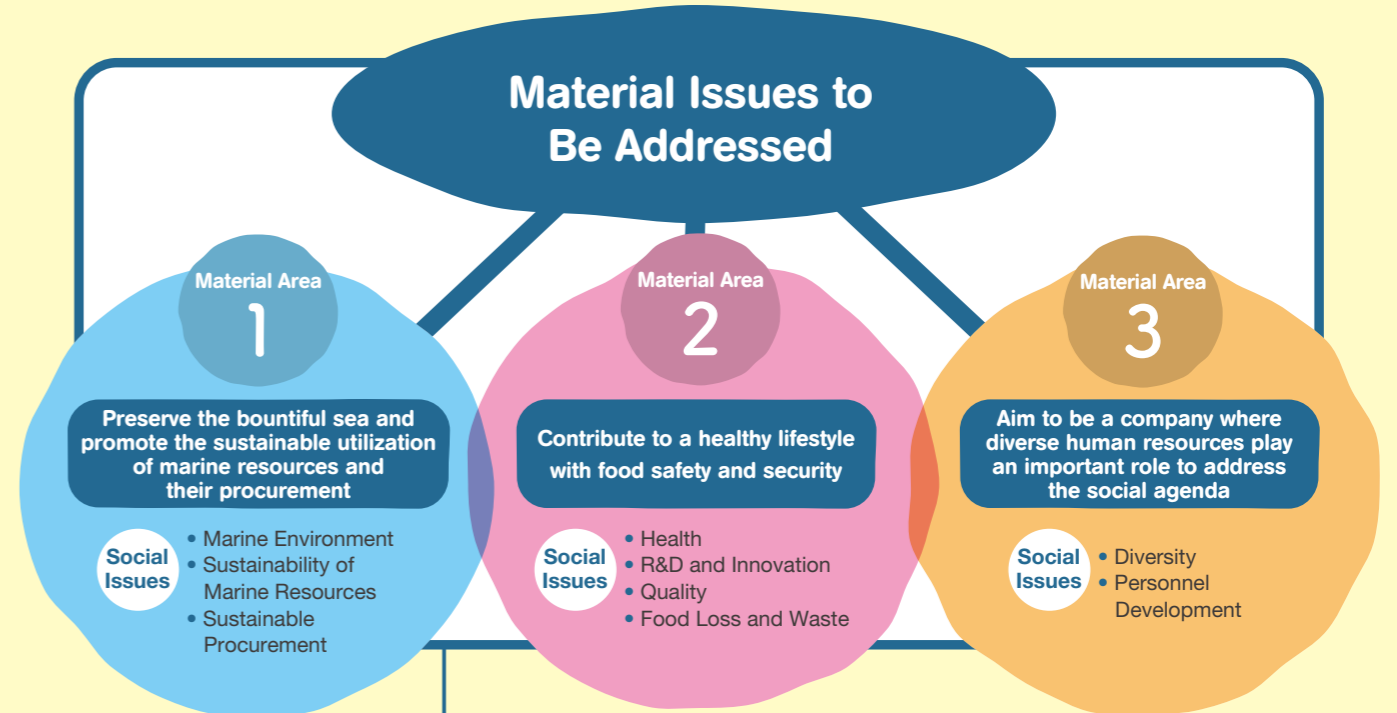 Material Issues to
Be Addressed
Material Area
1
Preserve the bountiful sea and
promote the sustainable utilization
of marine resources and
their procurement
Social
Issues
• Marine Environment
• Sustainability of
Marine Resources
• Sustainable
Procurement
Material Area
2
Contribute to a healthy lifestyle
with food safety and security
Social
Issues
• Health
• R&D and Innovation
• Quality
• Food Loss and Waste
Material Area
3
Aim to be a company where
diverse human resources play
an important role to address
the social agenda
Social
Issues
• Diversity
• Personnel
Development